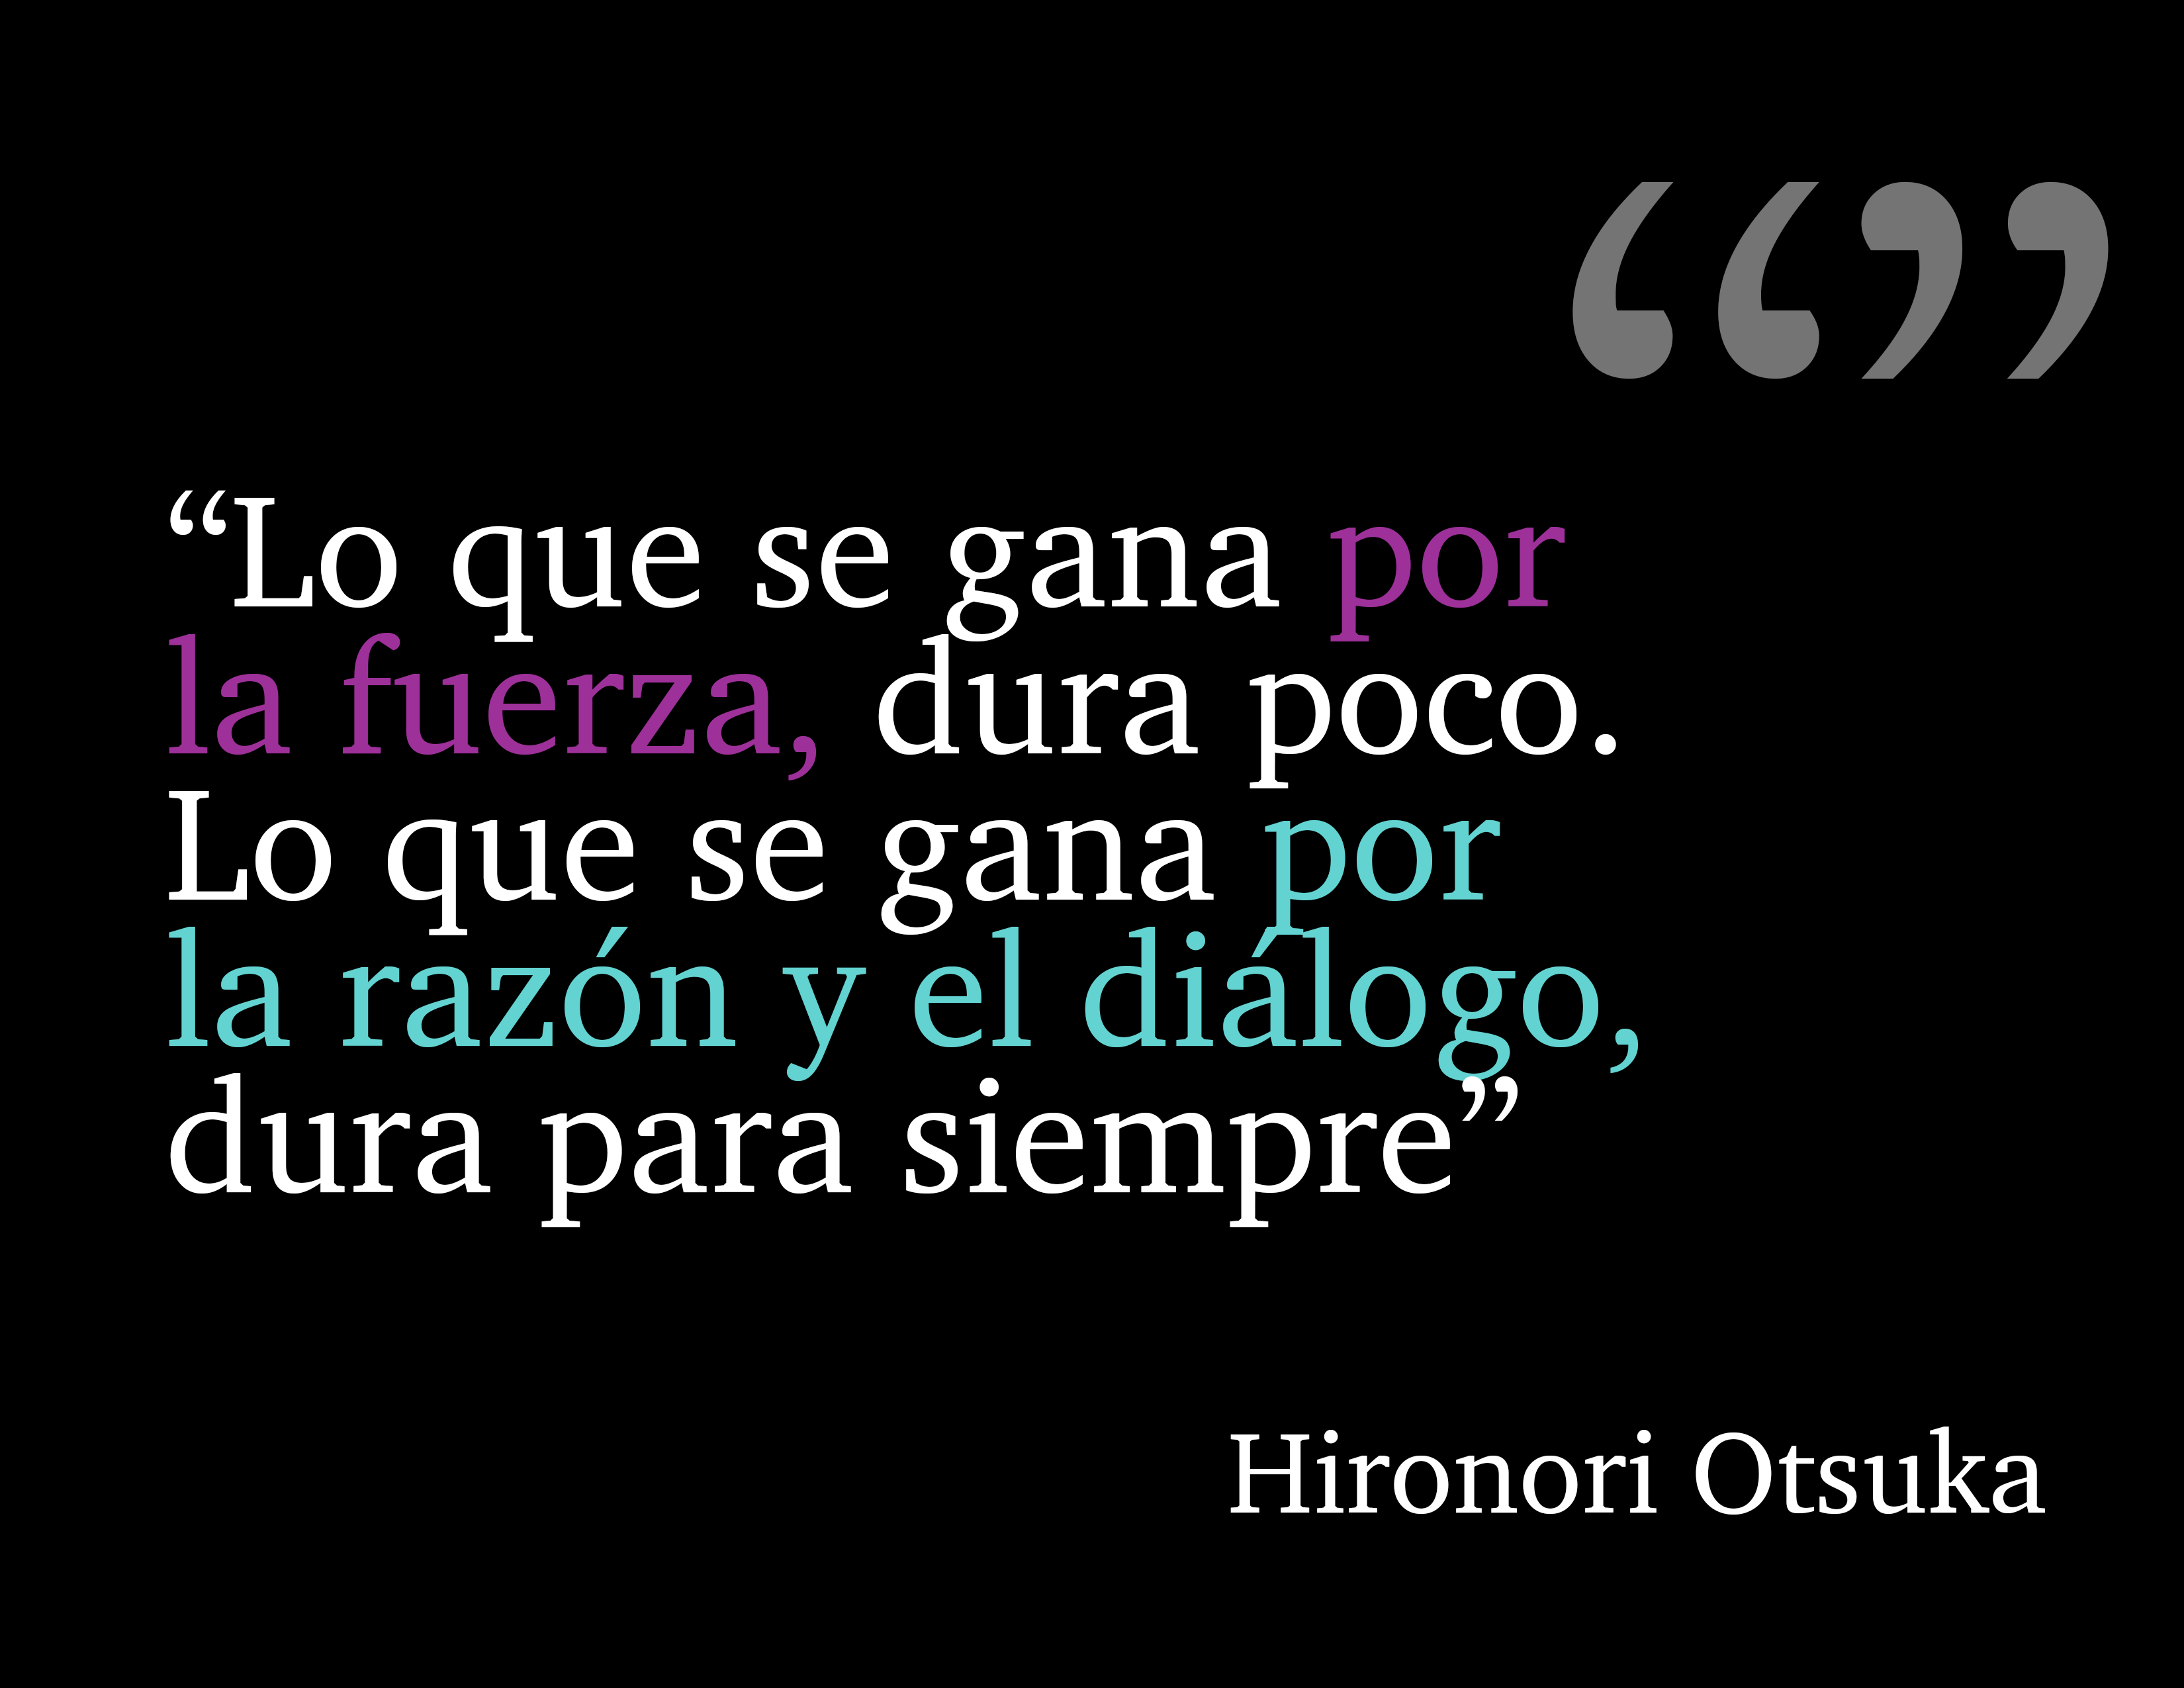 “”
“Lo que se gana por
la fuerza, dura poco.
Lo que se gana por
la razón y el diálogo,
dura para siempre”
Hironori Otsuka